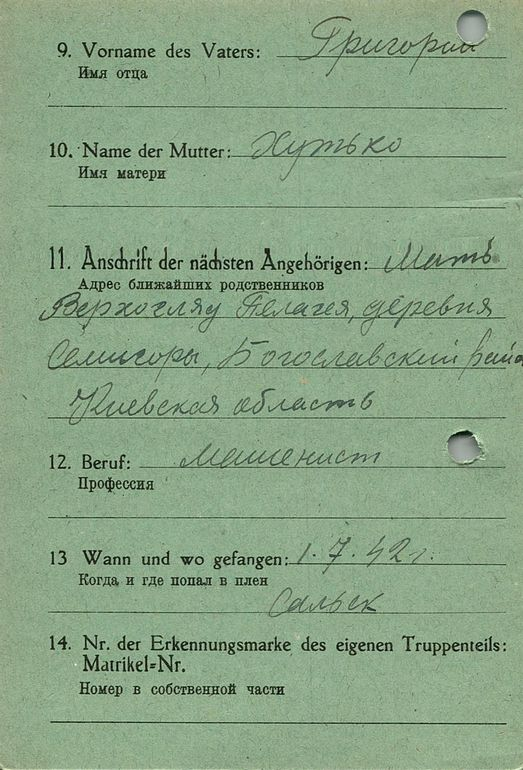 9. Vorname des Vaters: Григорий
Имя отца
10. Name der Mutter: Хутько
Имя матери
11. Anschrift der nächsten Angehörigen: Мать
Адрес ближайших родственников
Верхогляд Пелагея, деревня
Семигоры, Богославский район
Киевская область
12. Beruf: машенист
Профессия
13 Wann und wo gefangen: 1.7.42 г.
Когда и где попал в плен
Сальск
14. Nr. der Erkennungsmarke des eigenen Truppenteils:
Matrikel=Nr.
Номер в собственной части